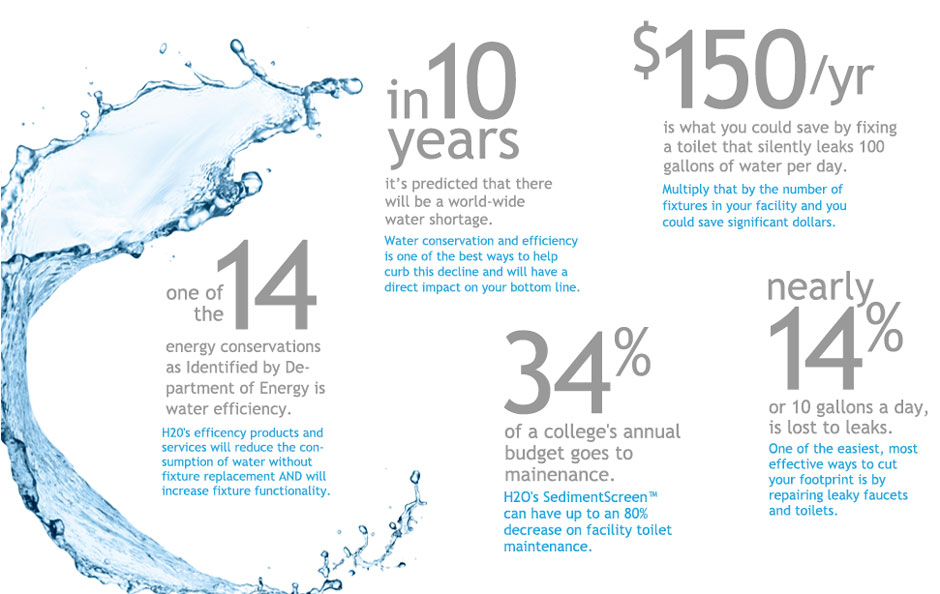 in 10
years
it's predicted that there
will be a world-wide
water shortage.
Water conservation and efficiency
is one of the best ways to help
curb this decline and will have a
direct impact on your bottom line.
$150/yr
is what you could save by fixing
a toilet that silently leaks 100
gallons of water per day.
Multiply that by the number of
fixtures in your facility and you
could save significant dollars.
one of
the 14
energy conservations
as Identified by De-
partment of Energy is
water efficiency.
H20's efficency products and
services will reduce the con-
sumption of water without
fixture replacement AND will
increase fixture functionality.
34%
of a college's annual
budget goes to
mainenance.
H2O's SedimentScreen™
can have up to an 80%
decrease on facility toilet
maintenance.
nearly
14%
or 10 gallons a day,
is lost to leaks.
One of the easiest, most
effective ways to cut
your footprint is by
repairing leaky faucets
and toilets.